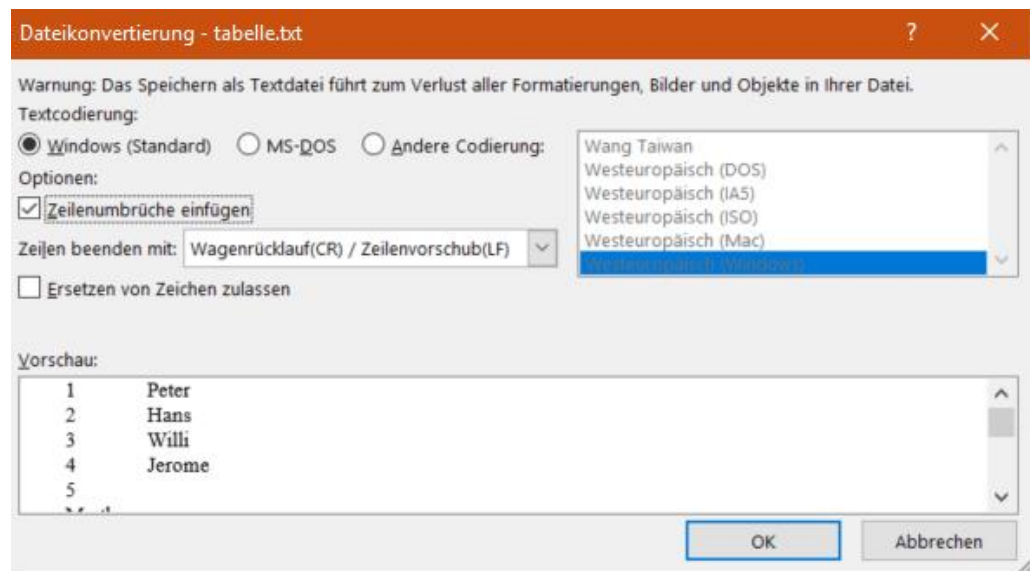 Dateikonvertierung - tabelle.txt
Warnung: Das Speichern als Textdatei führt zum Verlust aller Formatierungen, Bilder und Objekte in Ihrer Datei.
Textcodierung:
Windows (Standard) MS-DOS Andere Codierung:
Wang Taiwan
Westeuropäisch (DOS)
Westeuropäisch (IA5)
Westeuropäisch (ISO)
Westeuropäisch (Mac)
Westeuropäisch (Windows)
Optionen:
Zeilenumbrüche einfügen
Zeilen beenden mit: Wagenrücklauf(CR) / Zeilenvorschub(LF)
Ersetzen von Zeichen zulassen
Vorschau:
1 Peter
2 Hans
3 Willi
4 Jerome
5
OK Abbrechen